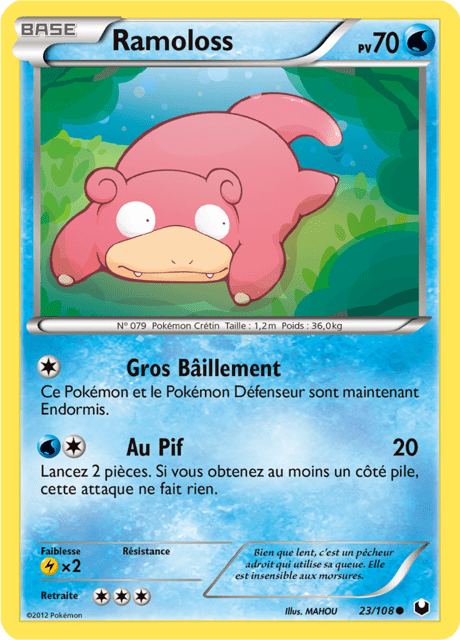 BASE
Ramoloss
PV70
N° 079 Pokémon Crétin Taille : 1,2m Poids : 36,0kg
Gros Bâillement
Ce Pokémon et le Pokémon Défenseur sont maintenant
Endormis.
Au Pif 20
Lancez 2 pièces. Si vous obtenez au moins un côté pile,
cette attaque ne fait rien.
Faiblesse Résistance
×2
Retraite
Bien que lent, c'est un pêcheur
adroit qui utilise sa queue. Elle
est insensible aux morsures.
©2012 Pokémon
Illus. MAHOU 23/108